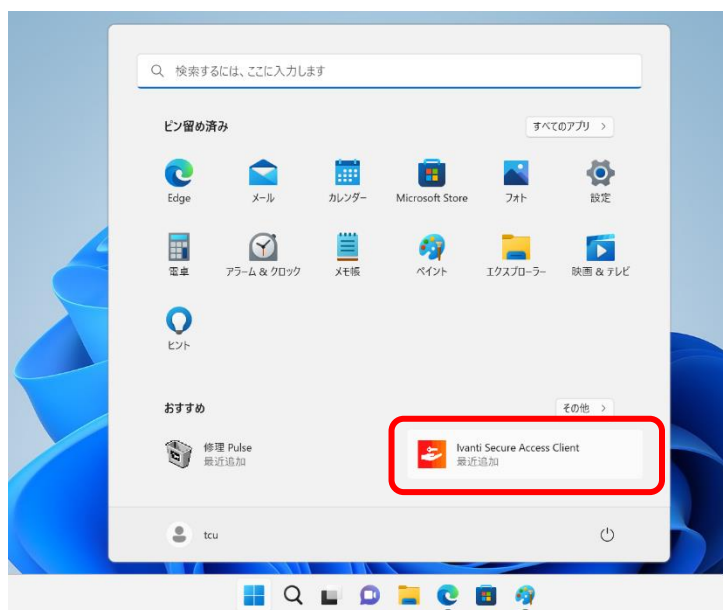 検索するには、ここに入力します
ピン留め済み
すべてのアプリ >
Edge
メール
カレンダー
Microsoft Store
フォト
設定
電卓
アラーム & クロック
メモ帳
ペイント
エクスプローラー
映画 & テレビ
ヒント
おすすめ
その他 >
修理 Pulse
最近追加
Ivanti Secure Access Client
最近追加
tcu